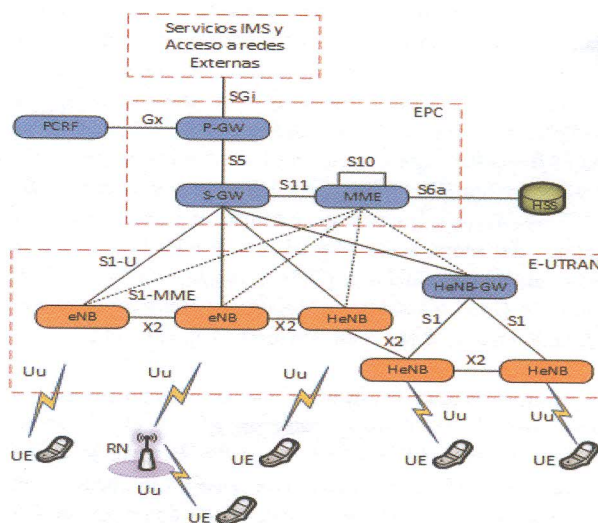 Servicios IMS y
Acceso a redes
Externas
SGi
EPC
PCRF
Gx
P-GW
S5
S10
S-GW
S11
MME
S6a
HSS
S1-U
E-UTRAN
HeNB-GW
S1-MME
eNB
X2
eNB
X2
HeNB
S1
S1
X2
HeNB
X2
HeNB
Uu
Uu
Uu
Uu
Uu
RN
UE
UE
UE
UE
Uu
UE